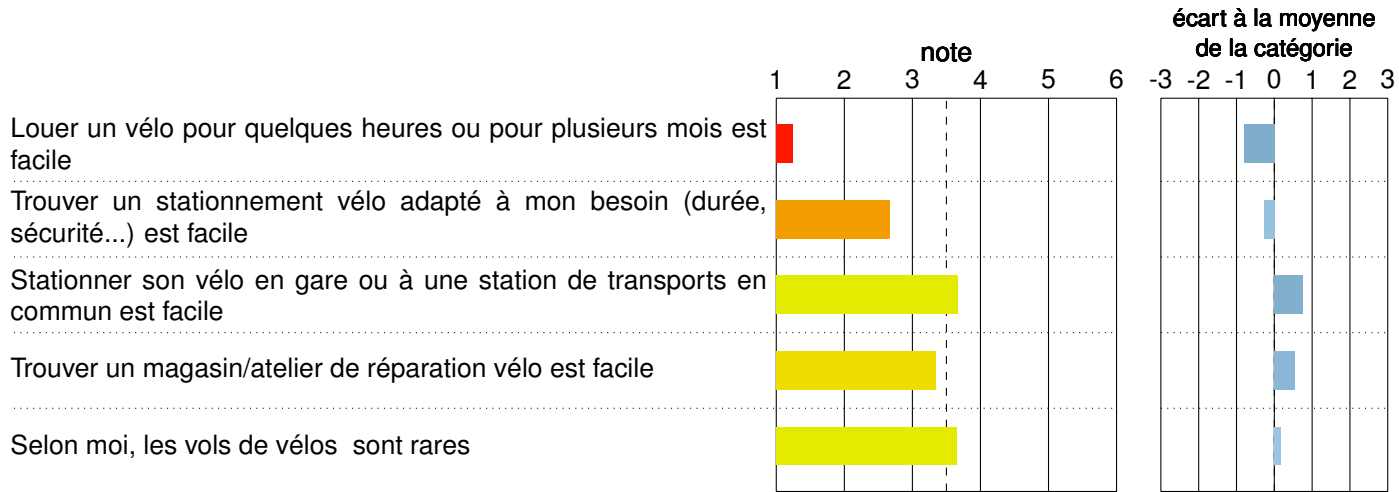 écart à la moyenne
de la catégorie
note
1 2 3 4 5 6
-3 -2 -1 0 1 2 3
Louer un vélo pour quelques heures ou pour plusieurs mois est
facile
Trouver un stationnement vélo adapté à mon besoin (durée,
sécurité...) est facile
Stationner son vélo en gare ou à une station de transports en
commun est facile
Trouver un magasin/atelier de réparation vélo est facile
Selon moi, les vols de vélos sont rares